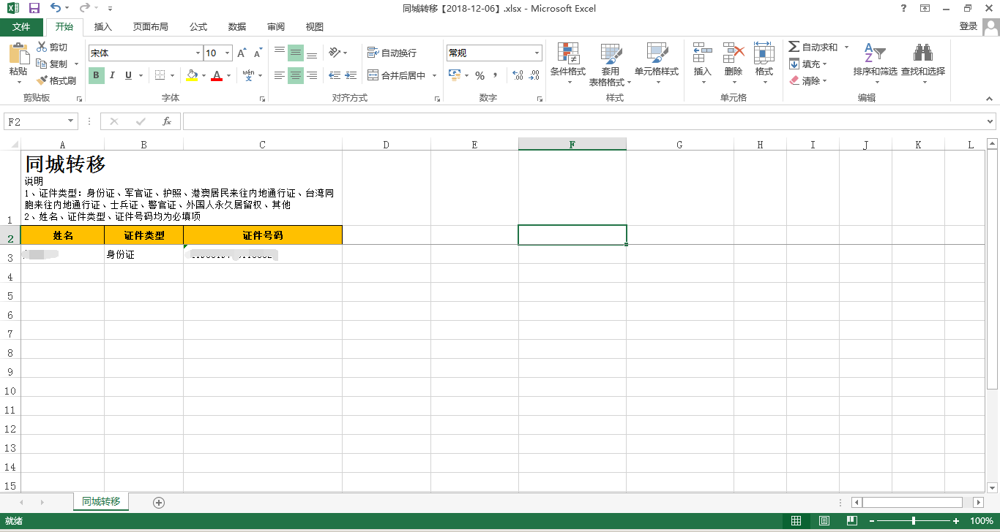 同城转移【2018-12-06】.xlsx - Microsoft Excel
?
登录
文件 开始 插入 页面布局 公式 数据 审阅 视图
粘贴 剪切
复制
格式刷
剪贴板
宋体 10 A A
B I U A wén 文
字体
自动换行
合并后居中
对齐方式
常规
% , .0 .00
数字
条件格式 套用 表格格式 单元格样式
样式
插入 删除 格式
单元格
Σ 自动求和
填充
清除
排序和筛选 查找和选择
编辑
F2 fx
A B C D E F G H I J K L
同城转移
说明
1、证件类型: 身份证、军官证、护照、港澳居民来往内地通行证、台湾同
胞来往内地通行证、士兵证、警官证、外国人永久居留权、其他
2、姓名、证件类型、证件号码均为必填项
1
2 姓名 证件类型 证件号码
3 身份证
4
5
6
7
8
9
10
11
12
13
14
15
同城转移
就绪 100%